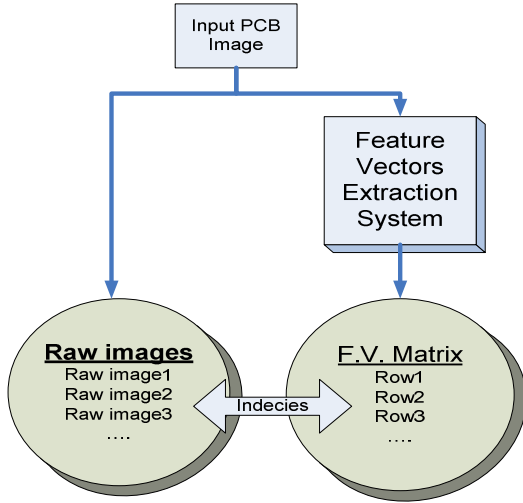 Input PCB
Image
Feature
Vectors
Extraction
System
Raw images
Raw image1
Raw image2
Raw image3
....
Indecies
F.V. Matrix
Row1
Row2
Row3
....